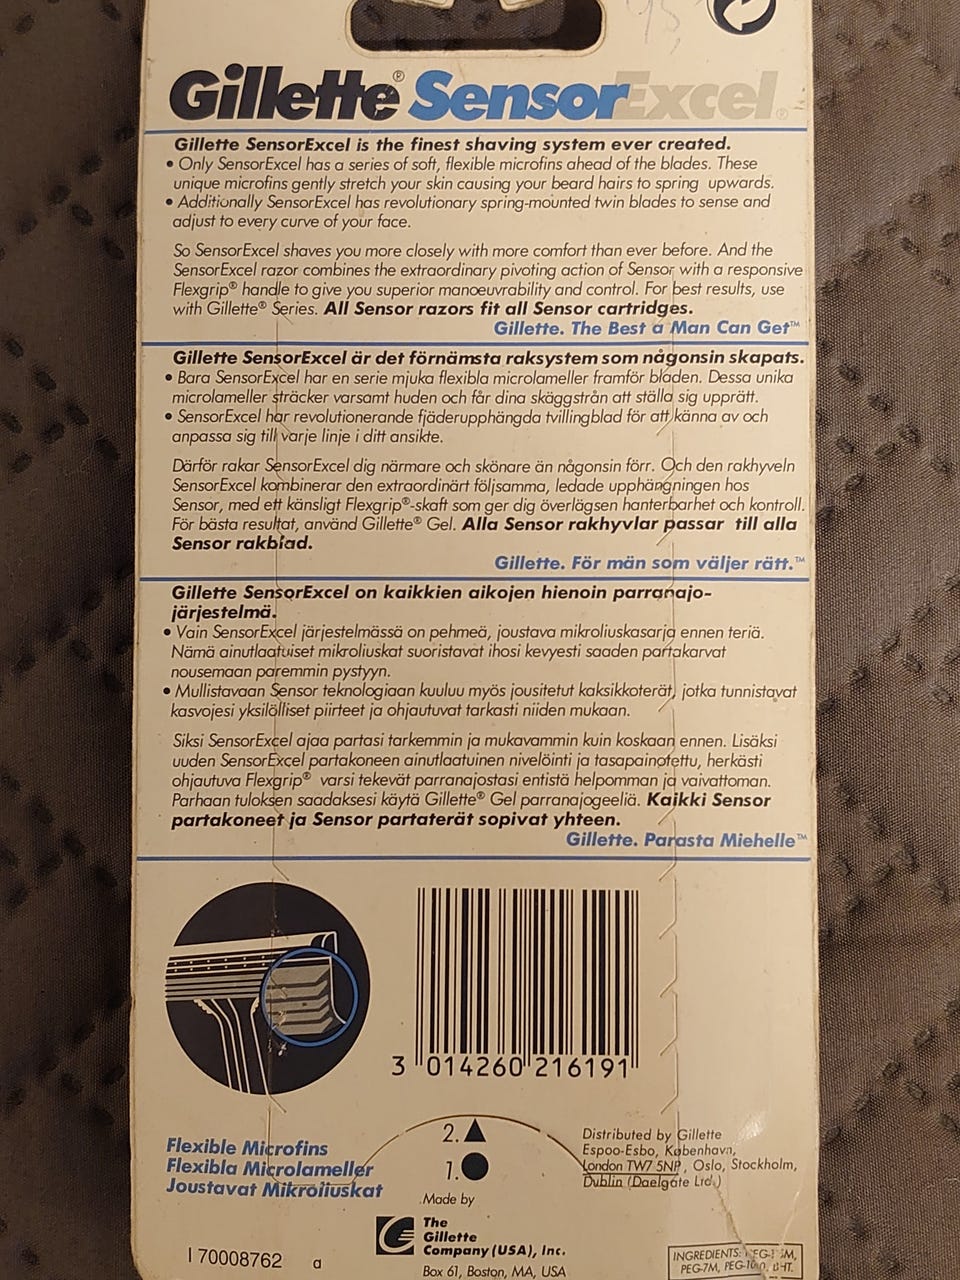 Gillette® SensorExcel®
Gillette SensorExcel is the finest shaving system ever created.
• Only SensorExcel has a series of soft, flexible microfins ahead of the blades. These
unique microfins gently stretch your skin causing your beard hairs to spring upwards.
• Additionally SensorExcel has revolutionary spring-mounted twin blades to sense and
adjust to every curve of your face.
So SensorExcel shaves you more closely with more comfort than ever before. And the
SensorExcel razor combines the extraordinary pivoting action of Sensor with a responsive
Flexgrip® handle to give you superior manoeuvrability and control. For best results, use
with Gillette® Series. All Sensor razors fit all Sensor cartridges.
Gillette. The Best a Man Can Get™
Gillette SensorExcel är det förnämsta raksystem som någonsin skapats.
• Bara SensorExcel har en serie mjuka flexibla microlameller framför bladen. Dessa unika
microlameller sträcker varsamt huden och får dina skäggstrån att ställa sig upprätt.
• SensorExcel har revolutionerande fjäderupphängda tvillingblad för att känna av och
anpassa sig till varje linje i ditt ansikte.
Därför rakar SensorExcel dig närmare och skönare än någonsin förr. Och den rakhyveln
SensorExcel kombinerar den extraordinärt följsamma, ledade upphängningen hos
Sensor, med ett känsligt Flexgrip®-skaft som ger dig överlägsen hanterbarhet och kontroll.
För bästa resultat, använd Gillette® Gel. Alla Sensor rakhyvlar passar till alla
Sensor rakblad.
Gillette. För män som väljer rätt.™
Gillette SensorExcel on kaikkien aikojen hienoin parranajo-
järjestelmä.
• Vain SensorExcel järjestelmässä on pehmeä, joustava mikroliuskasarja ennen teriä.
Nämä ainutlaatuiset mikroliuskat suoristavat ihosi kevyesti saaden partakarvat
nousemaan paremmin pystyyn.
• Mullistavaan Sensor teknologiaan kuuluu myös jousitetut kaksikkoterät, jotka tunnistavat
kasvojesi yksilölliset piirteet ja ohjautuvat tarkasti niiden mukaan.
Siksi SensorExcel ajaa partasi tarkemmin ja mukavammin kuin koskaan ennen. Lisäksi
uuden SensorExcel partakoneen ainutlaatuinen nivelöinti ja tasapainotettu, herkästi
ohjautuva Flexgrip® varsi tekevät parranajostasi entistä helpomman ja vaivattoman.
Parhaan tuloksen saadaksesi käytä Gillette® Gel parranajogeeliä. Kaikki Sensor
partakoneet ja Sensor partaterät sopivat yhteen.
Gillette. Parasta Miehelle™
3 014260 216191
Flexible Microfins
Flexibla Microlameller
Joustavat Mikroliuskat
2.
1.
Made by
The
Gillette
Company (USA), Inc.
Box 61, Boston, MA, USA
Distributed by Gillette
Espoo-Esbo, København,
London TW7 5NP, Oslo, Stockholm,
Dublin (Daelgate Ltd.)
I 70008762 a
INGREDIENTS:
PEG-7M, BHT.